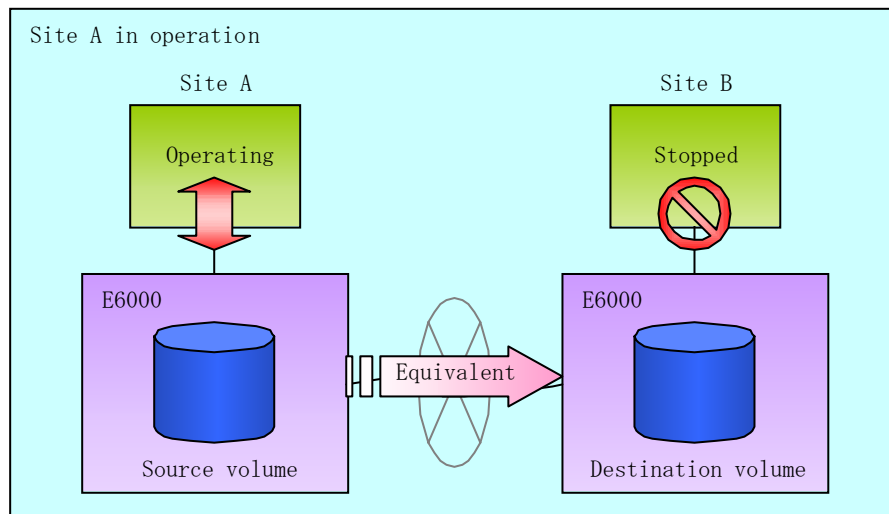 Site A in operation
Site A
Site B
Operating
Stopped
E6000
E6000
Equivalent
Source volume
Destination volume